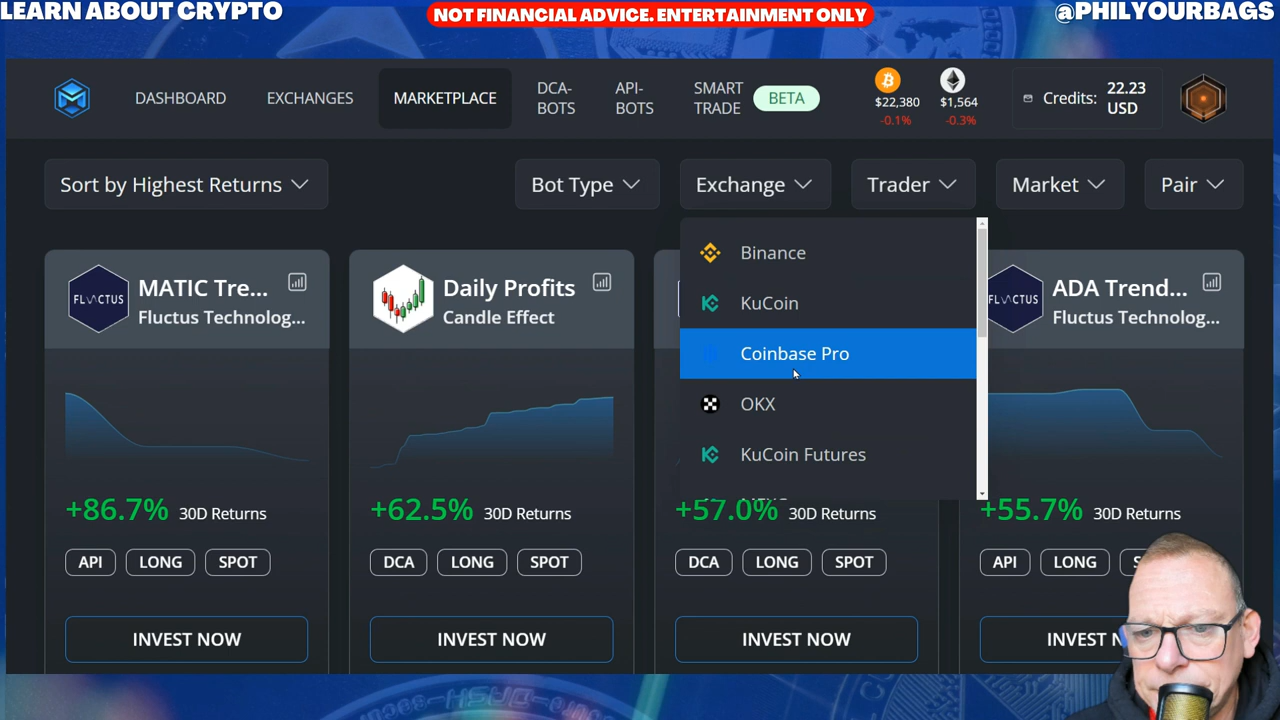 LEARN ABOUT CRYPTO
NOT FINANCIAL ADVICE. ENTERTAINMENT ONLY
@PHILYOURBAGS
DASHBOARD
EXCHANGES
MARKETPLACE
DCA-
BOTS
API-
BOTS
SMART
TRADE
BETA
$22,380
-0.1%
$1,564
-0.3%
Credits:
22.23
USD
Sort by Highest Returns
Bot Type
Exchange
Trader
Market
Pair
Binance
KuCoin
Coinbase Pro
OKX
KuCoin Futures
FLUCTUS
MATIC Tre...
Fluctus Technolog...
+86.7% 30D Returns
API LONG SPOT
INVEST NOW
Daily Profits
Candle Effect
+62.5% 30D Returns
DCA LONG SPOT
INVEST NOW
+57.0% 30D Returns
DCA LONG SPOT
INVEST NOW
FLUCTUS
ADA Trend...
Fluctus Technolog...
+55.7% 30D Returns
API LONG
INVEST